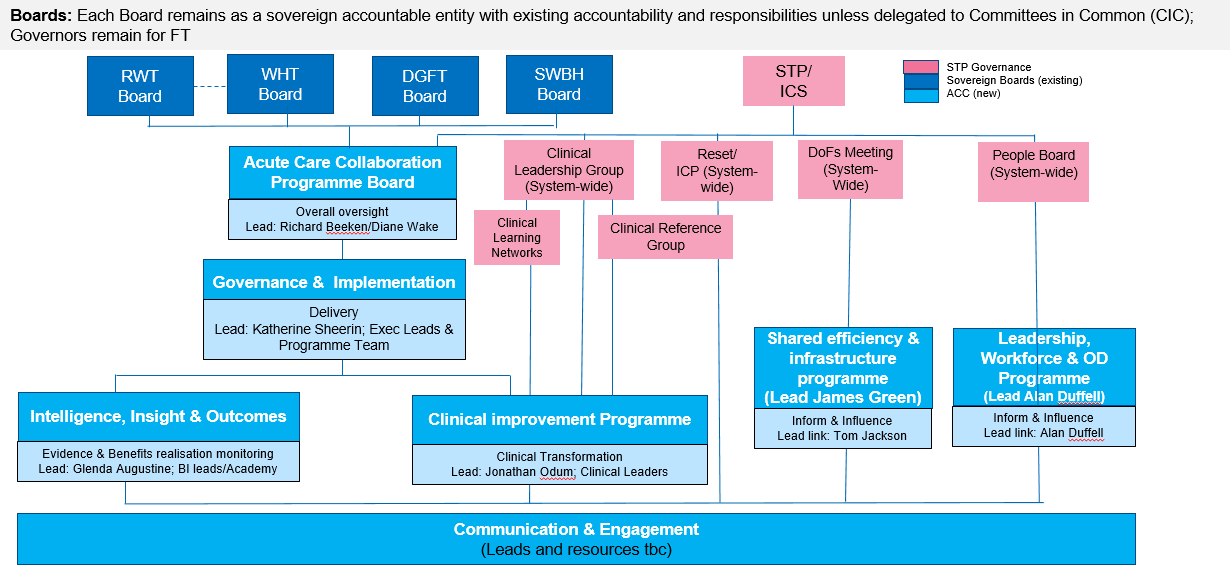 Boards: Each Board remains as a sovereign accountable entity with existing accountability and responsibilities unless delegated to Committees in Common (CIC);
Governors remain for FT
RWT
Board
WHT
Board
DGFT
Board
SWBH
Board
STP/
ICS
STP Governance
Sovereign Boards (existing)
ACC (new)
Acute Care Collaboration
Programme Board
Overall oversight
Lead: Richard Beeken/Diane Wake
Clinical
Leadership Group
(System-wide)
Reset/
ICP (System-
wide)
DoFs Meeting
(System-
Wide)
People Board
(System-wide)
Clinical
Learning
Networks
Clinical Reference
Group
Governance &  Implementation
Delivery
Lead: Katherine Sheerin; Exec Leads &
Programme Team
Shared efficiency &
infrastructure
programme
(Lead James Green)
Inform & Influence
Lead link: Tom Jackson
Leadership,
Workforce & OD
Programme
(Lead Alan Duffell)
Inform & Influence
Lead link: Alan Duffell
Intelligence, Insight & Outcomes
Evidence & Benefits realisation monitoring
Lead: Glenda Augustine; BI leads/Academy
Clinical improvement Programme
Clinical Transformation
Lead: Jonathan Odum; Clinical Leaders
Communication & Engagement
(Leads and resources tbc)